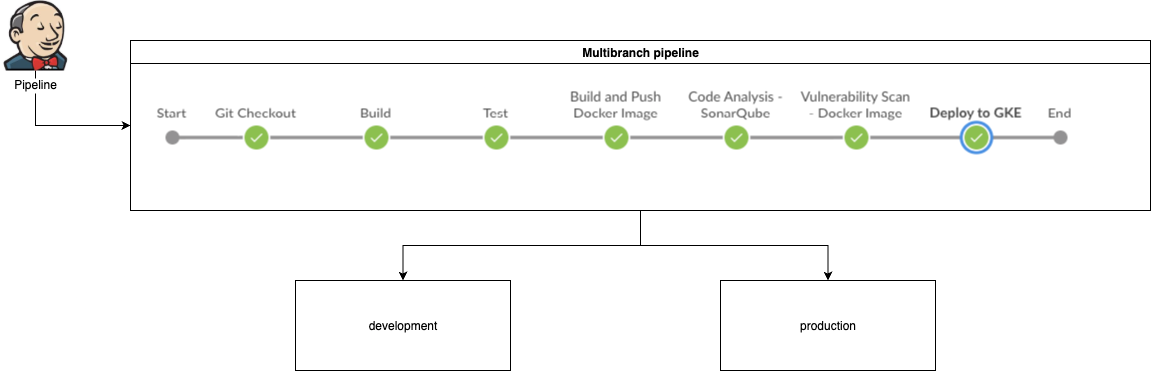 Pipeline
Multibranch pipeline
Start
Git Checkout
Build
Test
Build and Push
Docker Image
Code Analysis -
SonarQube
Vulnerability Scan
- Docker Image
Deploy to GKE
End
development
production